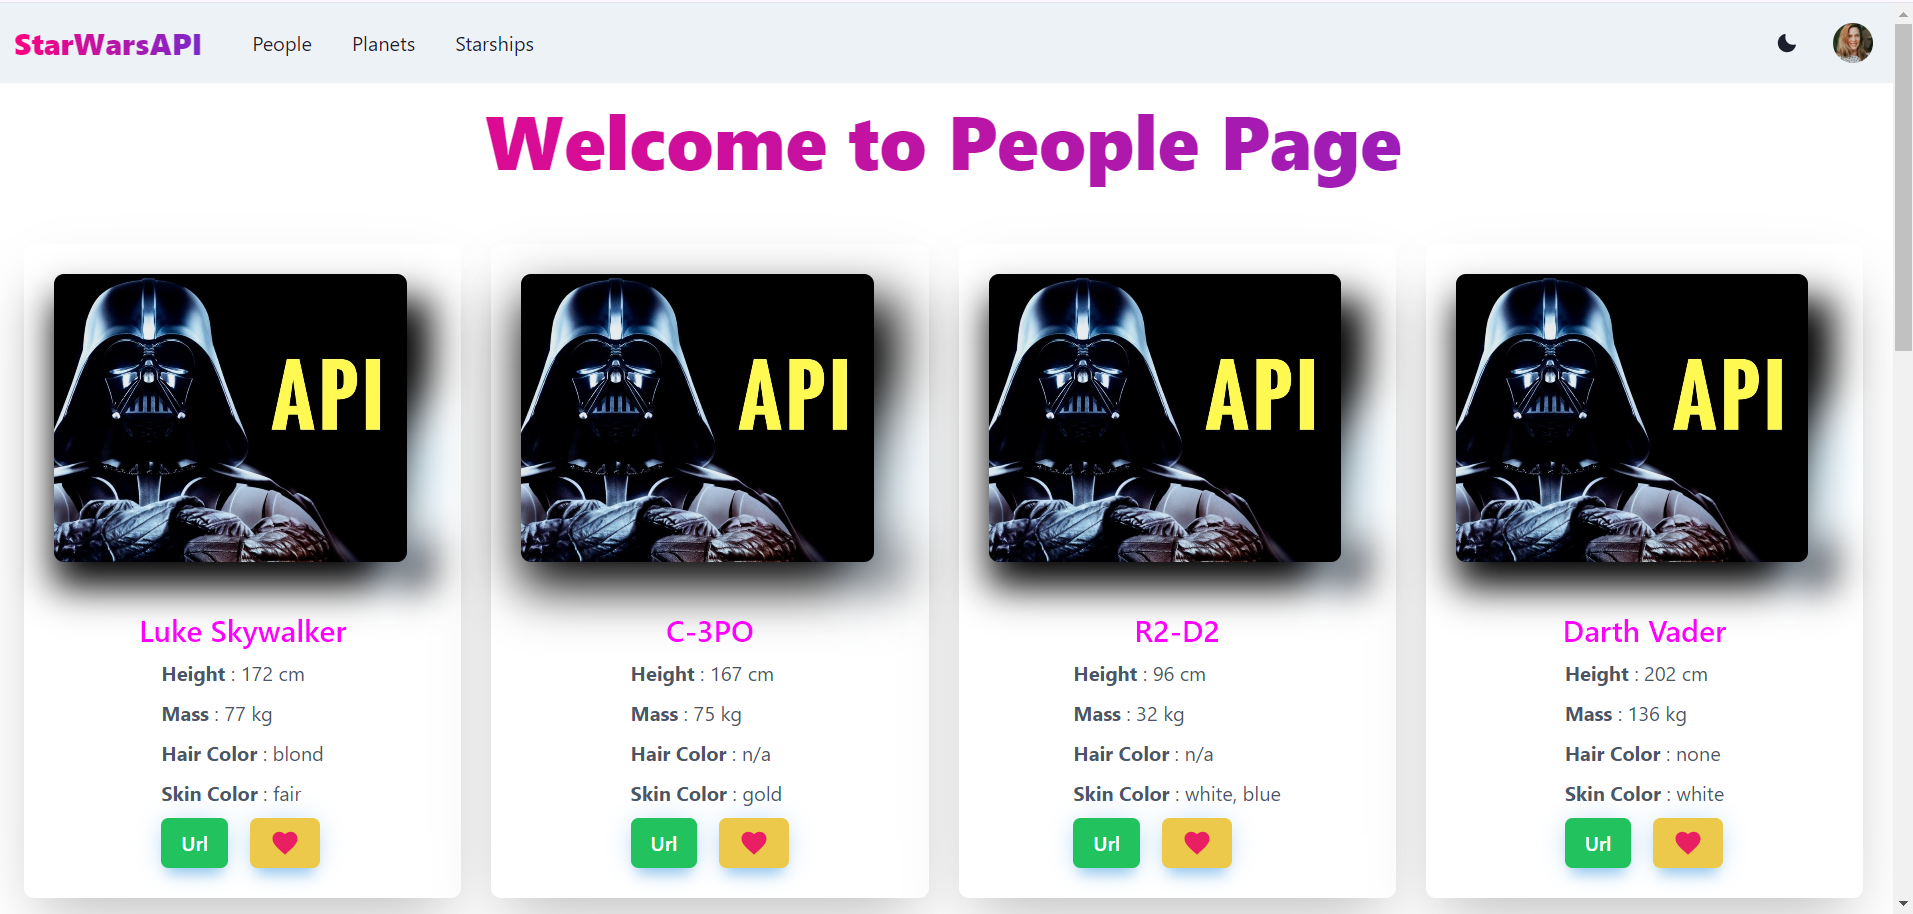 StarWarsAPI People Planets Starships
Welcome to People Page
API API API API
Luke Skywalker C-3PO R2-D2 Darth Vader
Height : 172 cm Height : 167 cm Height : 96 cm Height : 202 cm
Mass : 77 kg Mass : 75 kg Mass : 32 kg Mass : 136 kg
Hair Color : blond Hair Color : n/a Hair Color : n/a Hair Color : none
Skin Color : fair Skin Color : gold Skin Color : white, blue Skin Color : white
Url Url Url Url